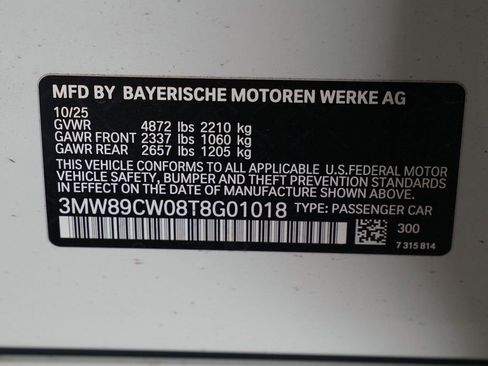 MFD BY BAYERISCHE MOTOREN WERKE AG
10/25
GVWR 4872 lbs 2210 kg
GAWR FRONT 2337 lbs 1060 kg
GAWR REAR 2657 lbs 1205 kg
THIS VEHICLE CONFORMS TO ALL APPLICABLE U.S.FEDERAL MOTOR
VEHICLE SAFETY, BUMPER AND THEFT PREVENTION STANDARDS
IN EFFECT ON THE DATE OF MANUFACTURE SHOWN ABOVE.
3MW89CW08T8G01018 TYPE: PASSENGER CAR
300
7 315 814